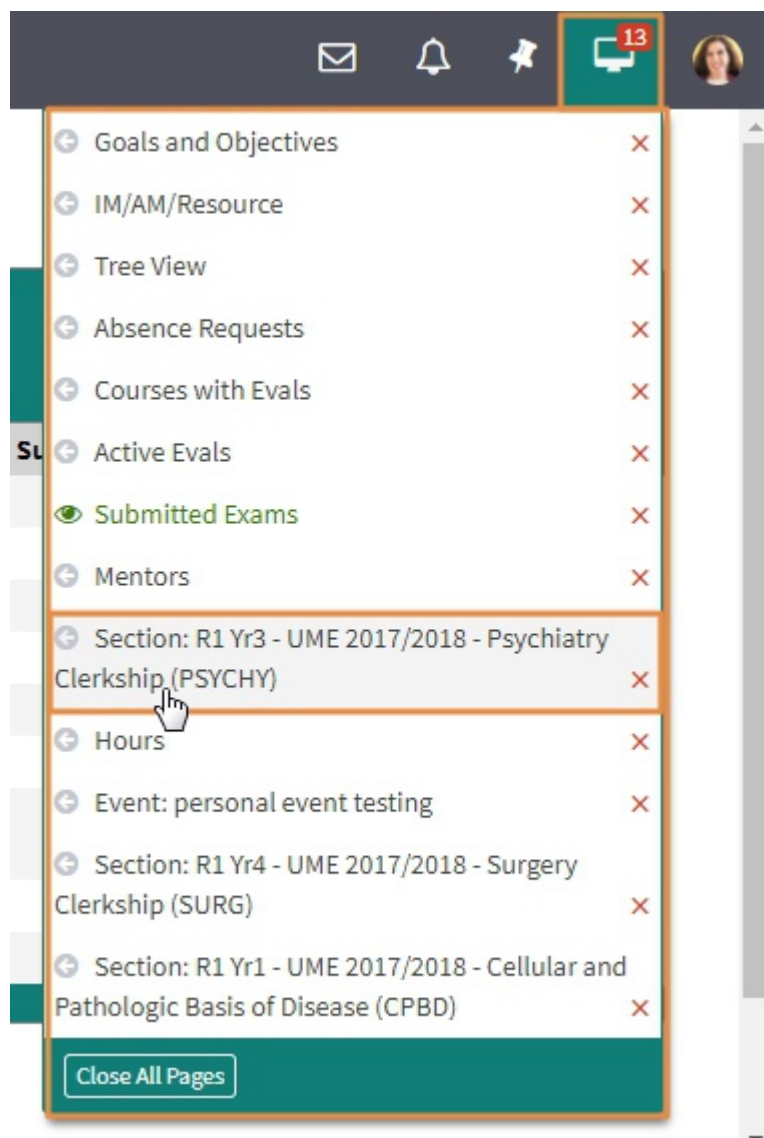 13
Goals and Objectives
IM/AM/Resource
Tree View
Absence Requests
Courses with Evals
Su
Active Evals
Submitted Exams
Mentors
Section: R1 Yr3 - UME 2017/2018 - Psychiatry
Clerkship (PSYCHY)
Hours
Event: personal event testing
Section: R1 Yr4 - UME 2017/2018 - Surgery
Clerkship (SURG)
Section: R1 Yr1 - UME 2017/2018 - Cellular and
Pathologic Basis of Disease (CPBD)
Close All Pages